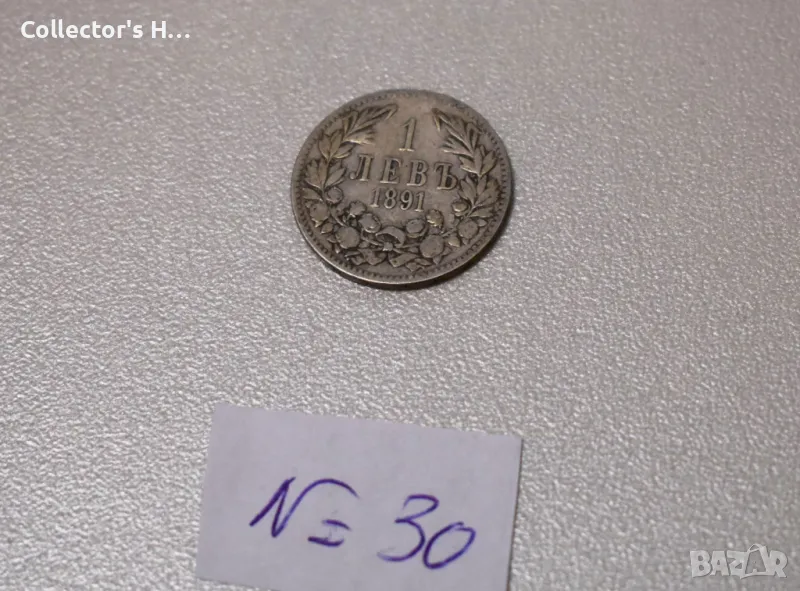 Collector's H...
1
ЛЕВЪ
1891
N= 30
BAZAR